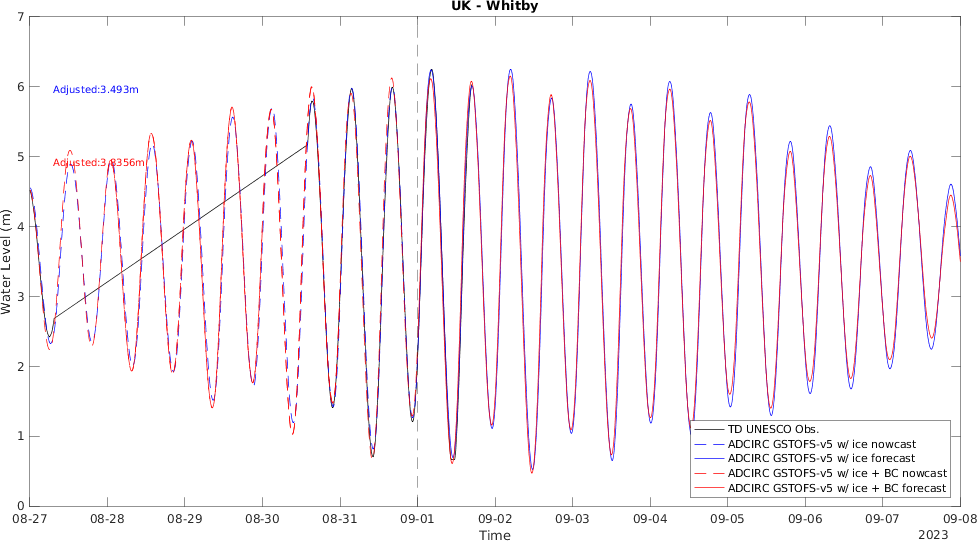 UK - Whitby
7
6
5
4
3
2
1
0
Water Level (m)
Adjusted:3.493m
Adjusted:3.8356m
TD UNESCO Obs.
ADCIRC GSTOFS-v5 w/ ice nowcast
ADCIRC GSTOFS-v5 w/ ice forecast
ADCIRC GSTOFS-v5 w/ ice + BC nowcast
ADCIRC GSTOFS-v5 w/ ice + BC forecast
08-27 08-28 08-29 08-30 08-31 09-01 09-02 09-03 09-04 09-05 09-06 09-07 09-08
Time
2023